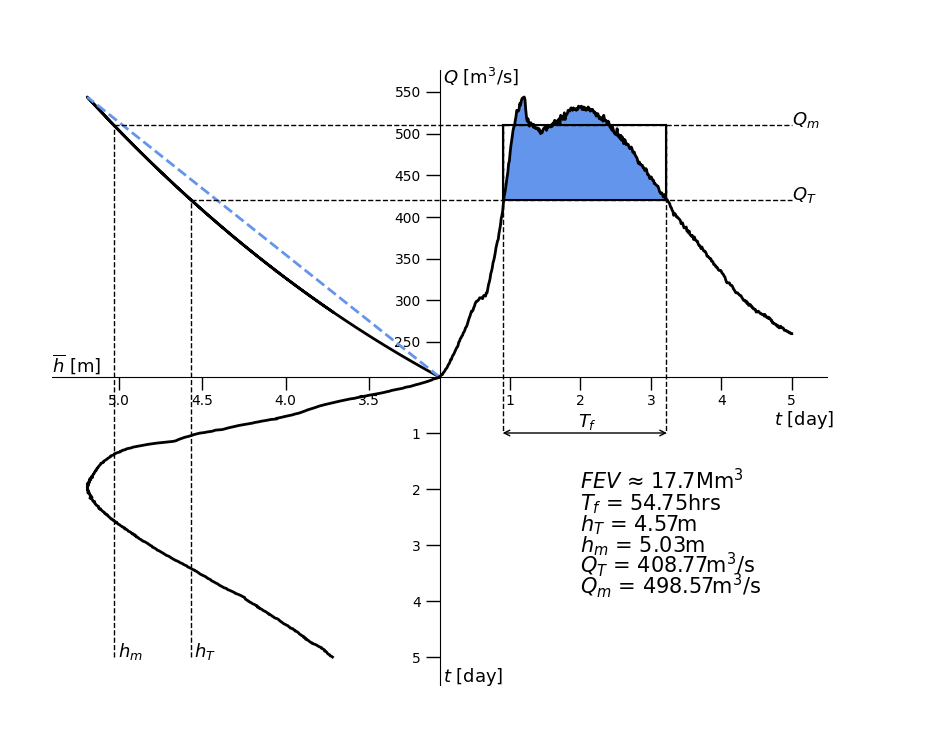 Q [m³/s]
550
500
450
400
350
300
250
Q_m
Q_T
h̅ [m]
5.0 4.5 4.0 3.5
1 2 3 4 5
t [day]
T_f
1
2
3
4
5
FEV ≈ 17.7Mm³
T_f = 54.75hrs
h_T = 4.57m
h_m = 5.03m
Q_T = 408.77m³/s
Q_m = 498.57m³/s
h_m h_T
t [day]